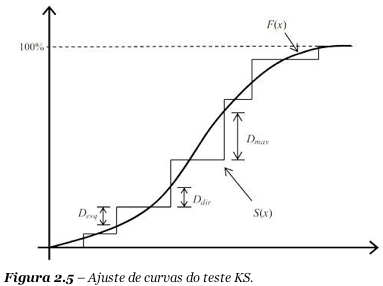 F(x)
100%
D_max
D_esq
D_dir
S(x)
Figura 2.5 – Ajuste de curvas do teste KS.